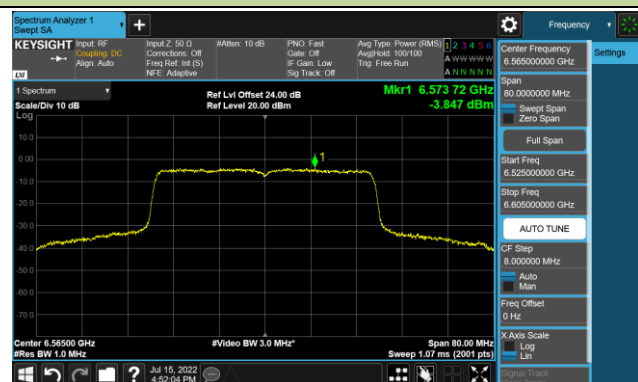 Spectrum Analyzer 1
Swept SA
Frequency
KEYSIGHT
Input: RF
Coupling: DC
Align: Auto
Input Z: 50 Ω
Corrections: Off
Freq Ref: Int (S)
NFE: Adaptive
#Atten: 10 dB
PNO: Fast
Gate: Off
IF Gain: Low
Sig Track: Off
Avg Type: Power (RMS)
Avg|Hold: 100/100
Trig: Free Run
1 2 3 4 5 6
A W W W W W
A N N N N N
LXI
1 Spectrum
Scale/Div 10 dB
Log
Ref Lvl Offset 24.00 dB
Ref Level 20.00 dBm
Mkr1 6.573 72 GHz
-3.847 dBm
10.0
0.00
-10.0
-20.0
-30.0
-40.0
-50.0
-60.0
-70.0
1
Center 6.56500 GHz
#Res BW 1.0 MHz
#Video BW 3.0 MHz*
Span 80.00 MHz
Sweep 1.07 ms (2001 pts)
Jul 15, 2022
4:52:04 PM
Center Frequency
6.565000000 GHz
Settings
Span
80.0000000 MHz
Swept Span
Zero Span
Full Span
Start Freq
6.525000000 GHz
Stop Freq
6.605000000 GHz
AUTO TUNE
CF Step
8.000000 MHz
Auto
Man
Freq Offset
0 Hz
X Axis Scale
Log
Lin
Signal Track